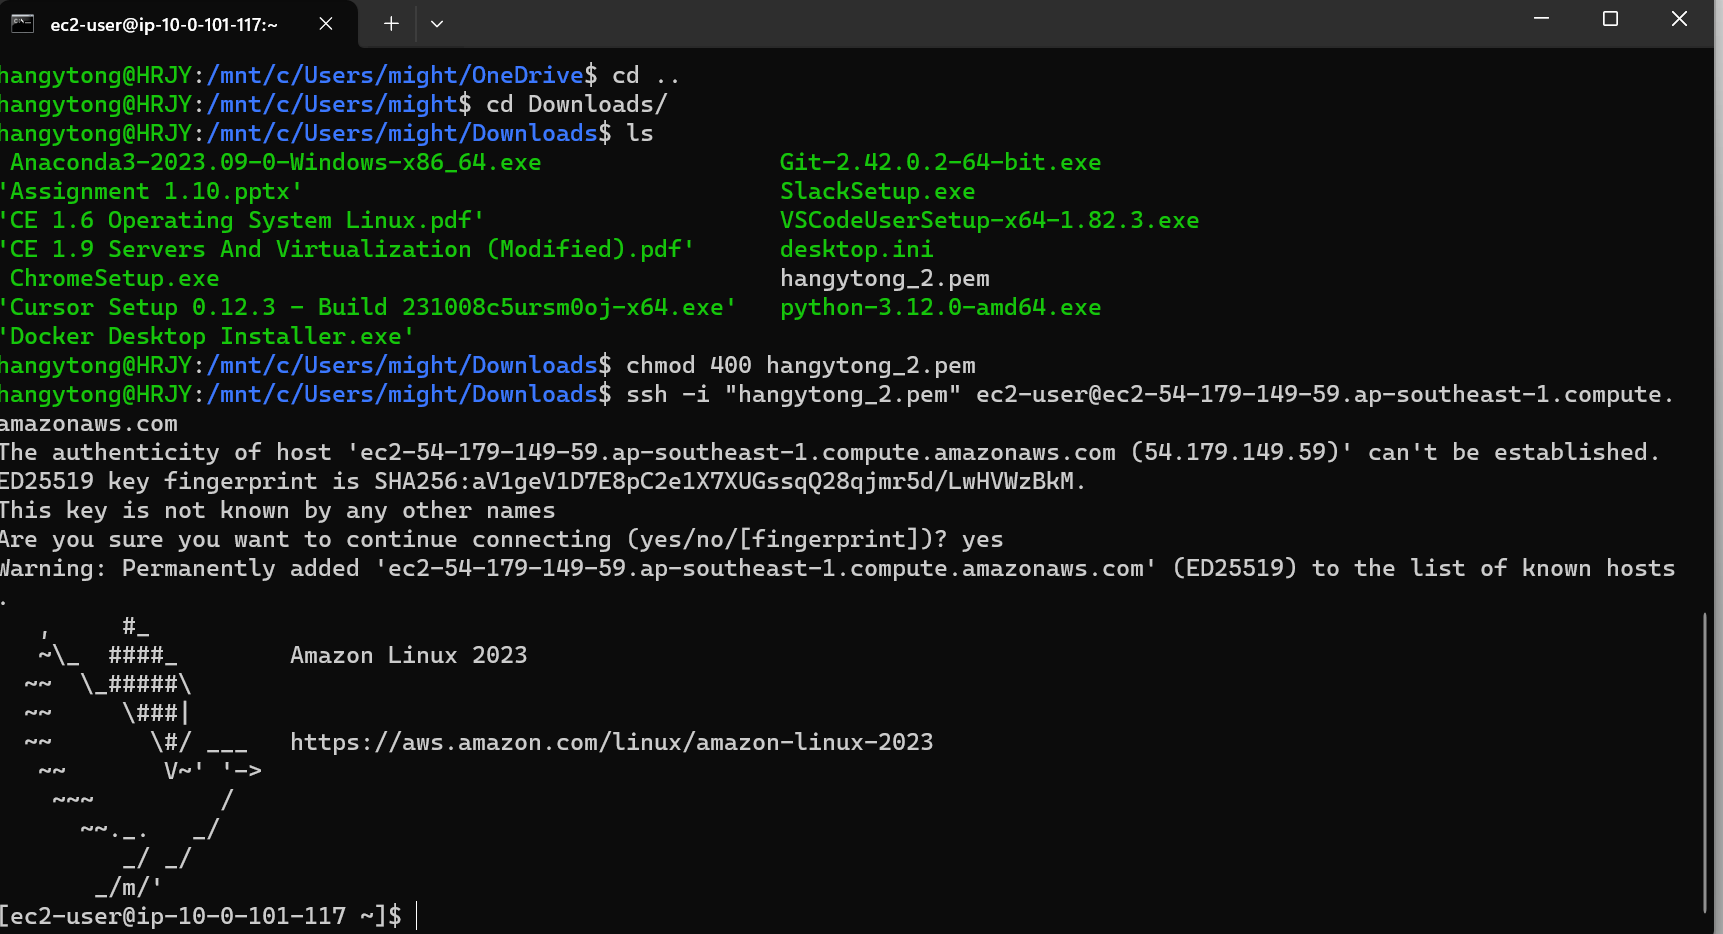 ec2-user@ip-10-0-101-117:~
hangytong@HRJY:/mnt/c/Users/might/OneDrive$ cd ..
hangytong@HRJY:/mnt/c/Users/might$ cd Downloads/
hangytong@HRJY:/mnt/c/Users/might/Downloads$ ls
 Anaconda3-2023.09-0-Windows-x86_64.exe                 Git-2.42.0.2-64-bit.exe
'Assignment 1.10.pptx'                                  SlackSetup.exe
'CE 1.6 Operating System Linux.pdf'                     VSCodeUserSetup-x64-1.82.3.exe
'CE 1.9 Servers And Virtualization (Modified).pdf'      desktop.ini
 ChromeSetup.exe                                        hangytong_2.pem
'Cursor Setup 0.12.3 - Build 231008c5ursm0oj-x64.exe'   python-3.12.0-amd64.exe
'Docker Desktop Installer.exe'
hangytong@HRJY:/mnt/c/Users/might/Downloads$ chmod 400 hangytong_2.pem
hangytong@HRJY:/mnt/c/Users/might/Downloads$ ssh -i "hangytong_2.pem" ec2-user@ec2-54-179-149-59.ap-southeast-1.compute.
amazonaws.com
The authenticity of host 'ec2-54-179-149-59.ap-southeast-1.compute.amazonaws.com (54.179.149.59)' can't be established.
ED25519 key fingerprint is SHA256:aV1geV1D7E8pC2e1X7XUGssqQ28qjmr5d/LwHVWzBkM.
This key is not known by any other names
Are you sure you want to continue connecting (yes/no/[fingerprint])? yes
Warning: Permanently added 'ec2-54-179-149-59.ap-southeast-1.compute.amazonaws.com' (ED25519) to the list of known hosts
.
   ,     #_
   ~\_  ####_        Amazon Linux 2023
  ~~  \_#####\
  ~~     \###|
  ~~       \#/ ___   https://aws.amazon.com/linux/amazon-linux-2023
   ~~       V~' '->
    ~~~         /
      ~~._.   _/
         _/ _/
       _/m/'
[ec2-user@ip-10-0-101-117 ~]$